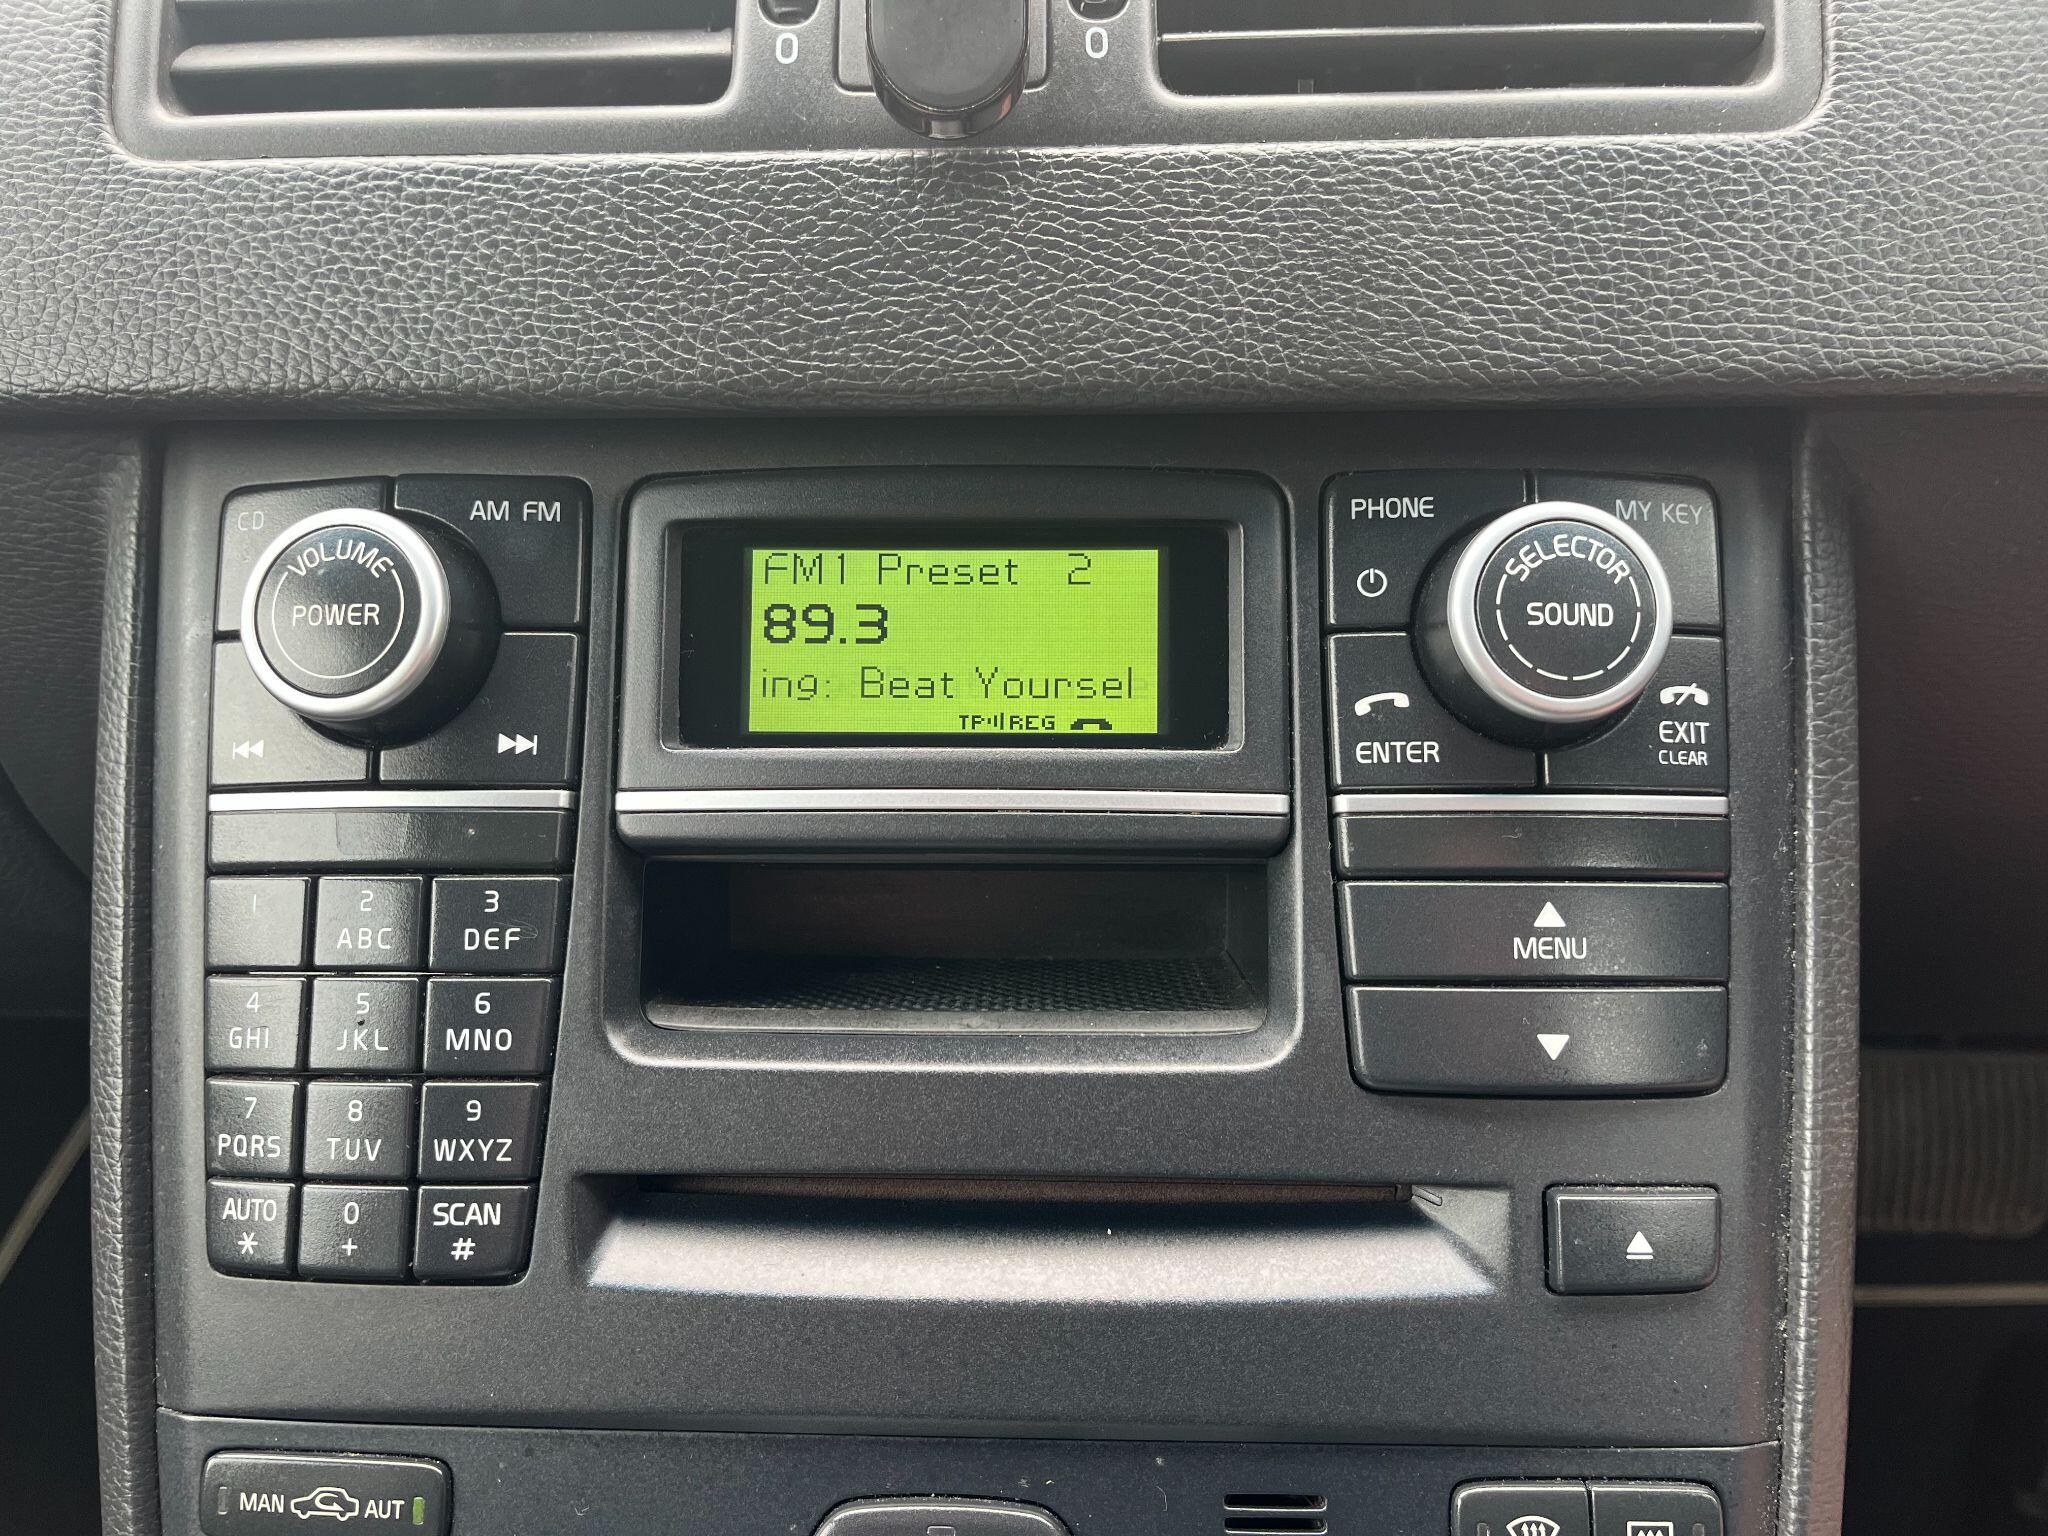 0 0
CD
AM FM
VOLUME
POWER
FM1 Preset 2
89.3
ing: Beat Yoursel
TP REG
PHONE
MY KEY
SELECTOR
SOUND
ENTER
EXIT
CLEAR
1
2
ABC
3
DEF
4
GHI
5
JKL
6
MNO
7
PQRS
8
TUV
9
WXYZ
AUTO
*
0
+
SCAN
#
MENU
MAN AUT